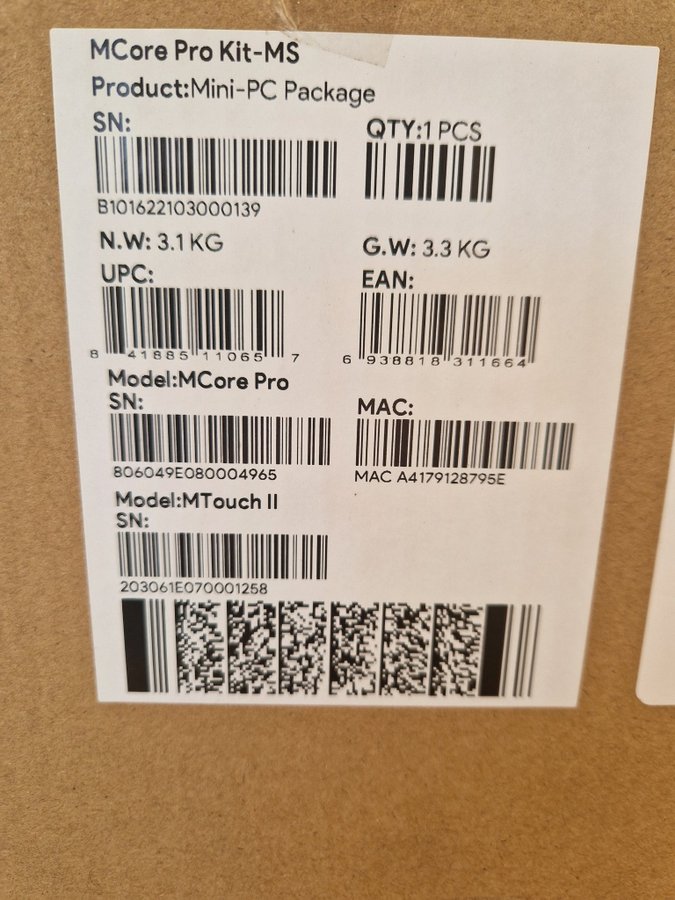 MCore Pro Kit-MS
Product:Mini-PC Package
SN:
QTY:1 PCS
B101622103000139
N.W: 3.1 KG
G.W: 3.3 KG
UPC:
EAN:
8 41885 11065 7
6 938818 311664
Model:MCore Pro
SN:
MAC:
806049E080004965
MAC A4179128795E
Model:MTouch II
SN:
203061E070001258